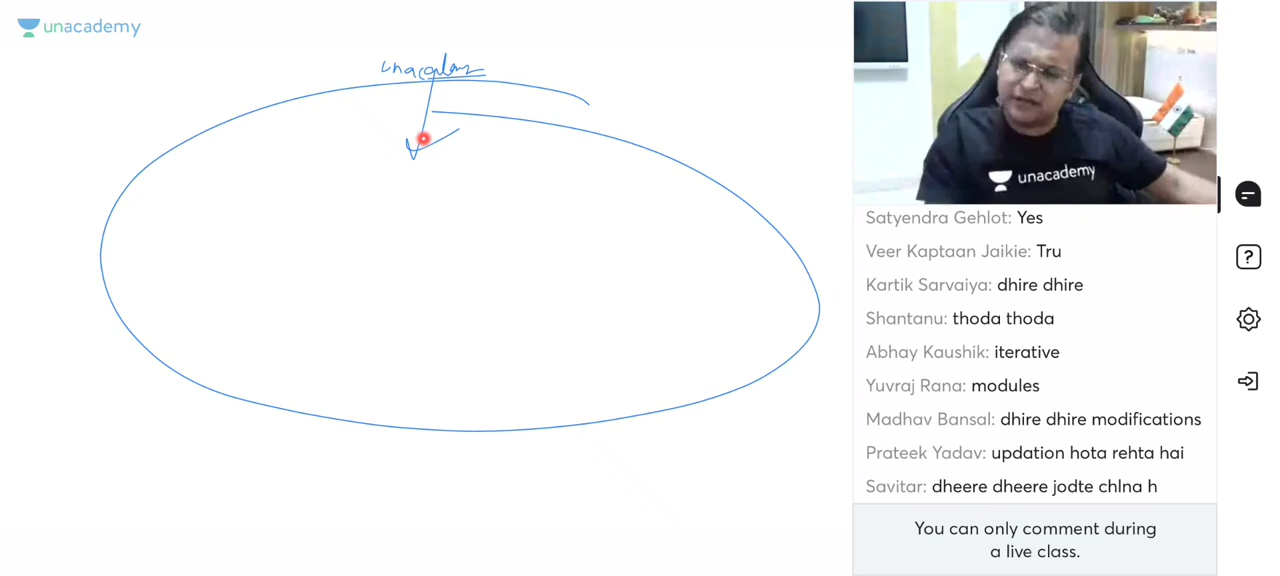 unacademy
unacademy
unacademy
Satyendra Gehlot: Yes
Veer Kaptaan Jaikie: Tru
Kartik Sarvaiya: dhire dhire
Shantanu: thoda thoda
Abhay Kaushik: iterative
Yuvraj Rana: modules
Madhav Bansal: dhire dhire modifications
Prateek Yadav: updation hota rehta hai
Savitar: dheere dheere jodte chlna h
You can only comment during
a live class.
?